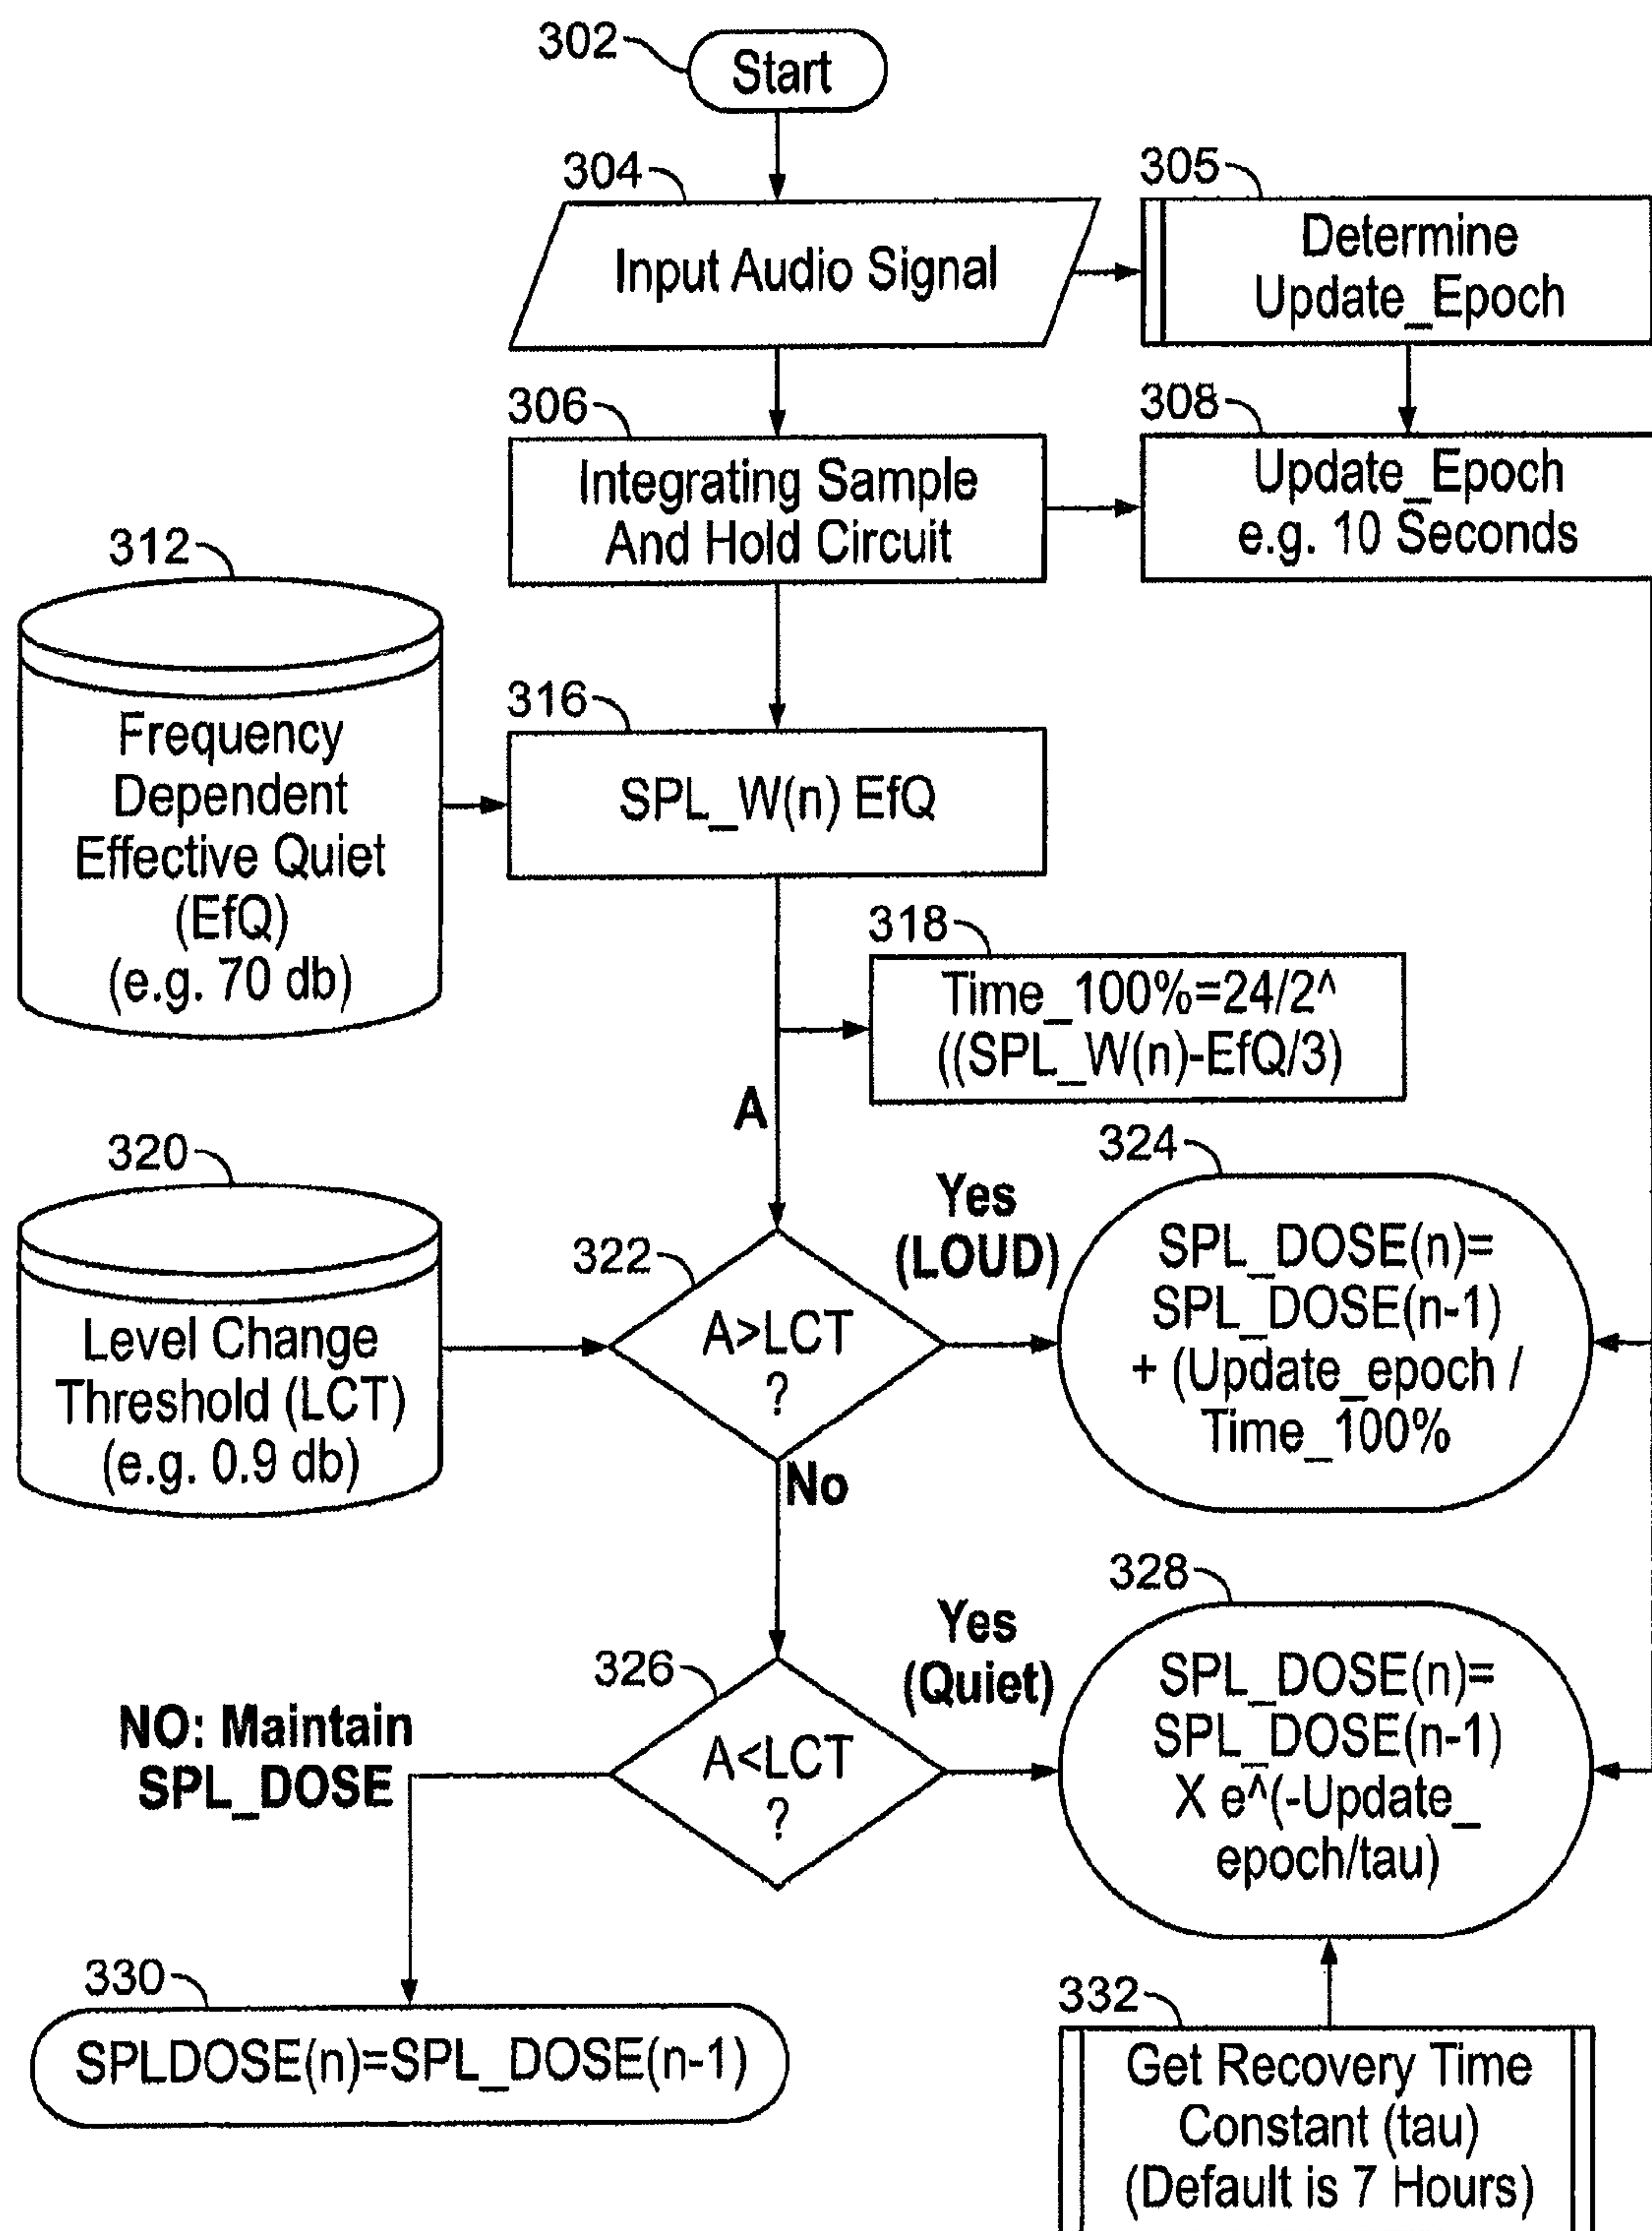 302
Start
304
Input Audio Signal
305
Determine
Update_Epoch
306
Integrating Sample
And Hold Circuit
308
Update_Epoch
e.g. 10 Seconds
312
Frequency
Dependent
Effective Quiet
(EfQ)
(e.g. 70 db)
316
SPL_W(n) EfQ
318
Time_100%=24/2^
((SPL_W(n)-EfQ/3)
A
320
Level Change
Threshold (LCT)
(e.g. 0.9 db)
322
A>LCT
?
Yes
(LOUD)
324
SPL_DOSE(n)=
SPL_DOSE(n-1)
+ (Update_epoch /
Time_100%
No
326
A<LCT
?
Yes
(Quiet)
328
SPL_DOSE(n)=
SPL_DOSE(n-1)
X e^(-Update_
epoch/tau)
NO: Maintain
SPL_DOSE
330
SPLDOSE(n)=SPL_DOSE(n-1)
332
Get Recovery Time
Constant (tau)
(Default is 7 Hours)